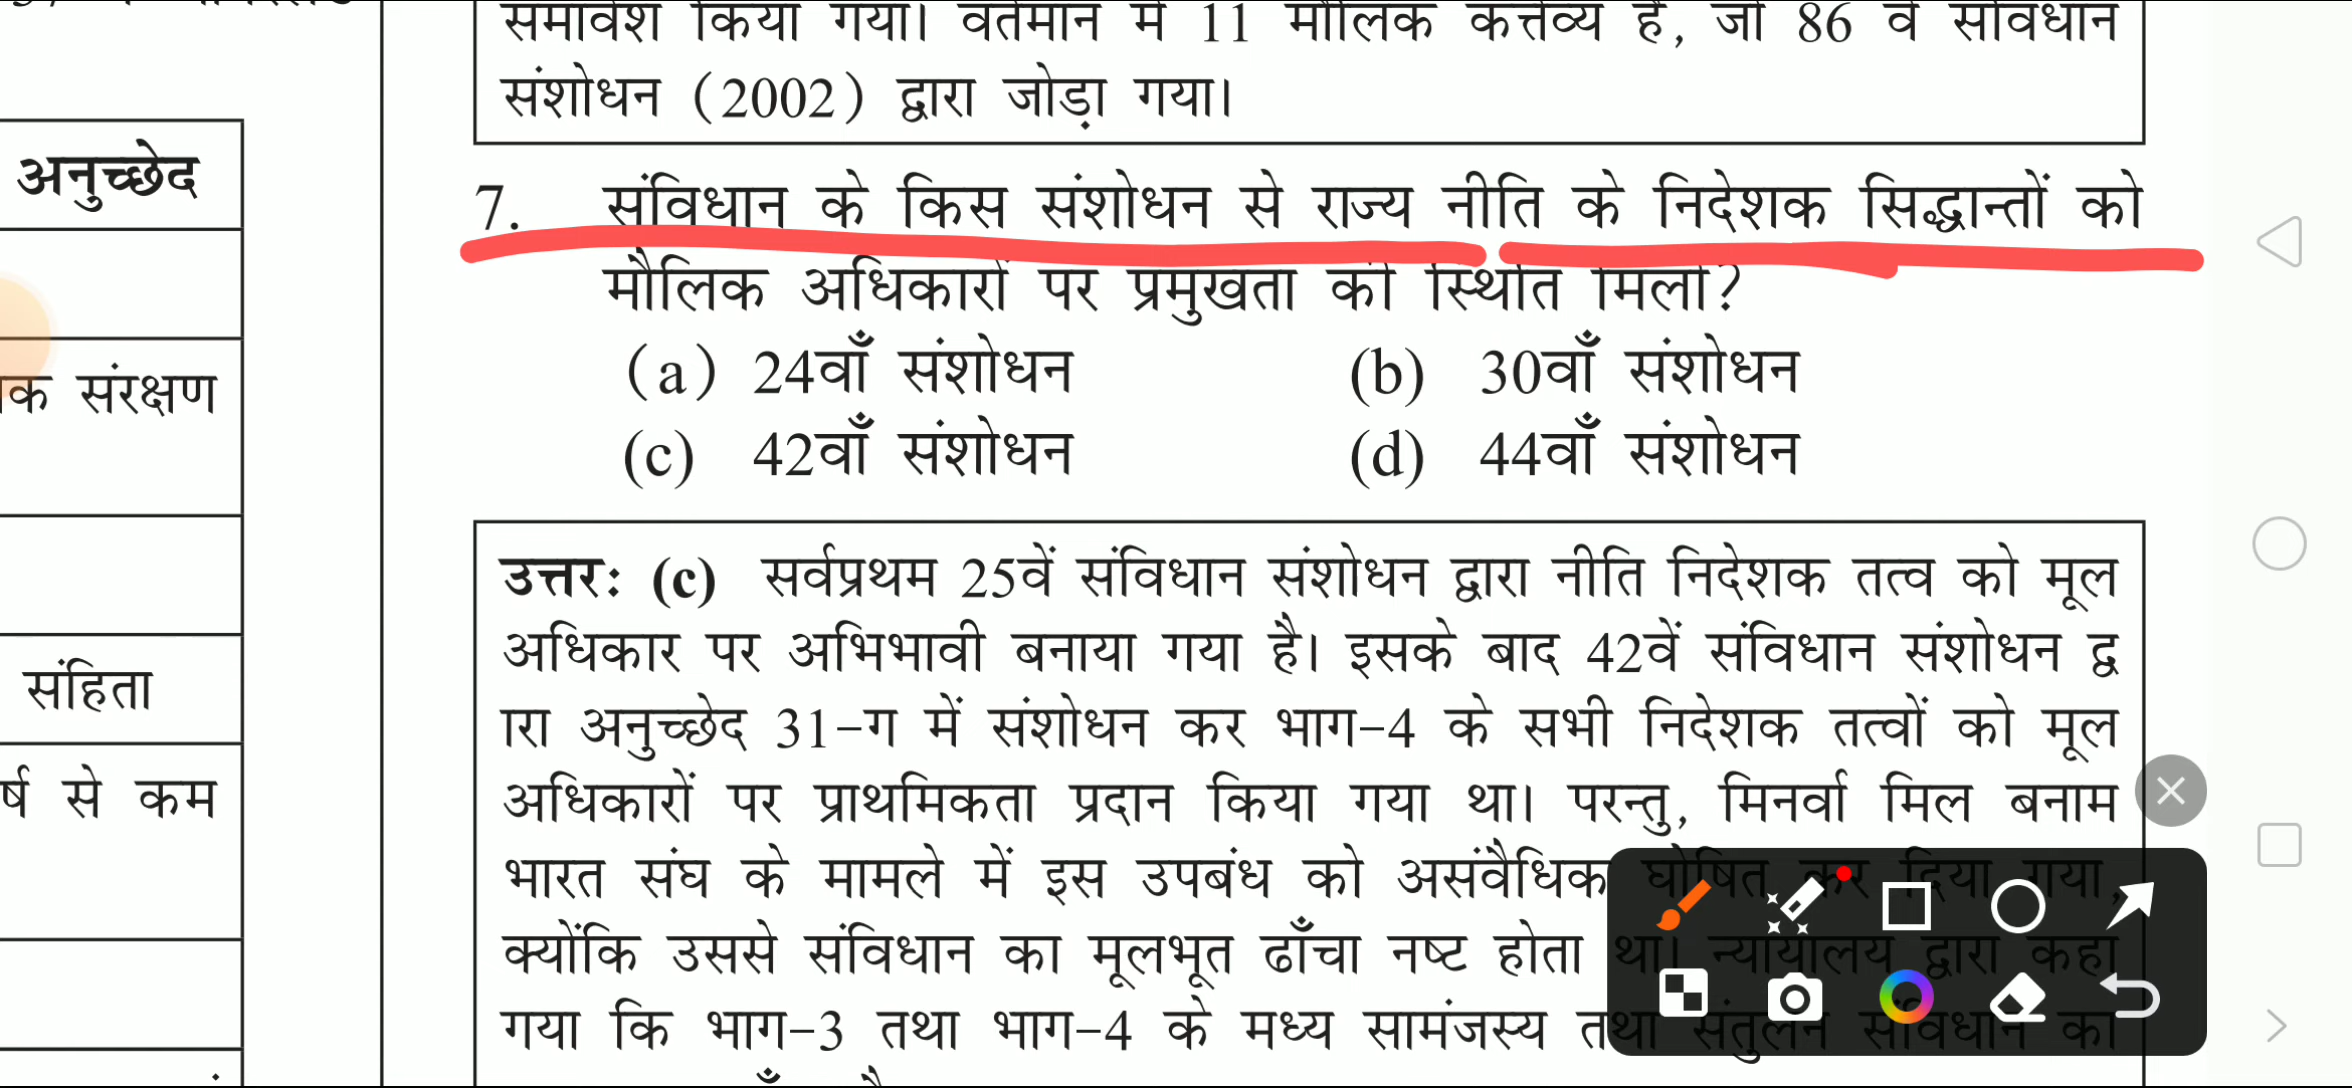 समावेश किया गया। वर्तमान में 11 मौलिक कर्त्तव्य हैं, जो 86 वें संविधान
संशोधन (2002) द्वारा जोड़ा गया।
अनुच्छेद
क संरक्षण
संहिता
र्ष से कम
7. संविधान के किस संशोधन से राज्य नीति के निदेशक सिद्धान्तों को
मौलिक अधिकारों पर प्रमुखता की स्थिति मिली?
(a) 24वाँ संशोधन (b) 30वाँ संशोधन
(c) 42वाँ संशोधन (d) 44वाँ संशोधन
उत्तरः (c) सर्वप्रथम 25वें संविधान संशोधन द्वारा नीति निदेशक तत्व को मूल
अधिकार पर अभिभावी बनाया गया है। इसके बाद 42वें संविधान संशोधन द्व
ारा अनुच्छेद 31-ग में संशोधन कर भाग-4 के सभी निदेशक तत्वों को मूल
अधिकारों पर प्राथमिकता प्रदान किया गया था। परन्तु, मिनर्वा मिल बनाम
भारत संघ के मामले में इस उपबंध को असंवैधिक घोषित कर दिया गया,
क्योंकि उससे संविधान का मूलभूत ढाँचा नष्ट होता था। न्यायालय द्वारा कहा
गया कि भाग-3 तथा भाग-4 के मध्य सामंजस्य तथा संतुलन संविधान का